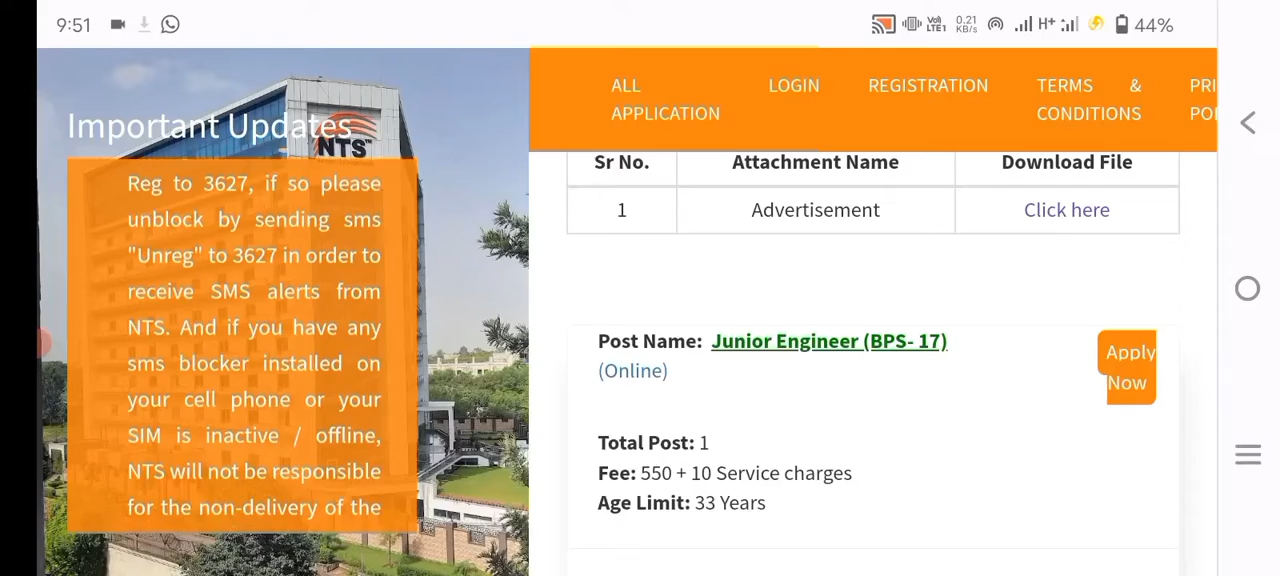 9:51
Vo)
LTE1
0.21
KB/s
H+
44%
Important Updates
NTS
Reg to 3627, if so please
unblock by sending sms
"Unreg" to 3627 in order to
receive SMS alerts from
NTS. And if you have any
sms blocker installed on
your cell phone or your
SIM is inactive / offline,
NTS will not be responsible
for the non-delivery of the
ALL APPLICATION
LOGIN
REGISTRATION
TERMS & CONDITIONS
PRI
PO
Sr No. Attachment Name Download File
1 Advertisement Click here
Post Name: Junior Engineer (BPS- 17)
(Online)
Apply
Now
Total Post: 1
Fee: 550 + 10 Service charges
Age Limit: 33 Years